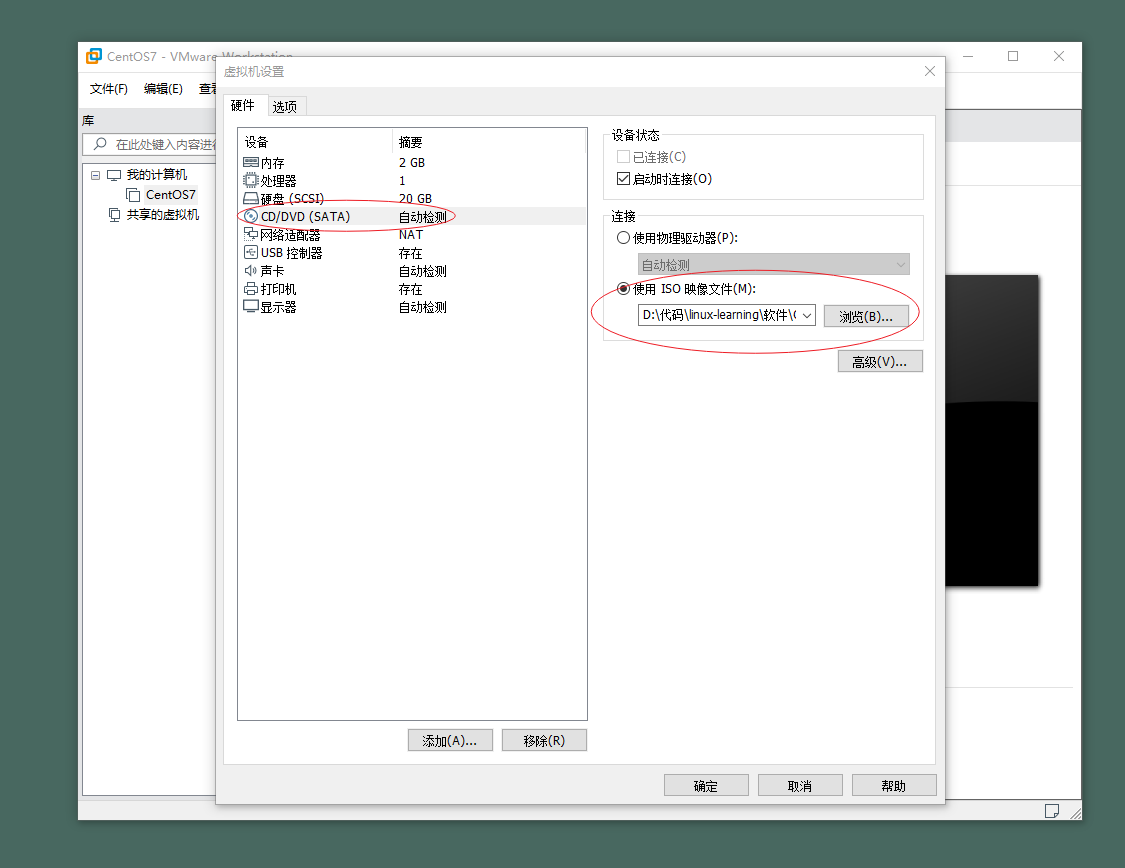 CentOS7 - VMware Workstation
虚拟机设置
文件(F) 编辑(E) 查看
硬件 选项
库
在此处键入内容进行
我的计算机
CentOS7
共享的虚拟机
设备 摘要
内存 2 GB
处理器 1
硬盘 (SCSI) 20 GB
CD/DVD (SATA) 自动检测
网络适配器 NAT
USB 控制器 存在
声卡 自动检测
打印机 存在
显示器 自动检测
设备状态
已连接(C)
启动时连接(O)
连接
使用物理驱动器(P):
自动检测
使用 ISO 映像文件(M):
D:\代码\linux-learning\软件\
浏览(B)...
高级(V)...
添加(A)... 移除(R)
确定 取消 帮助